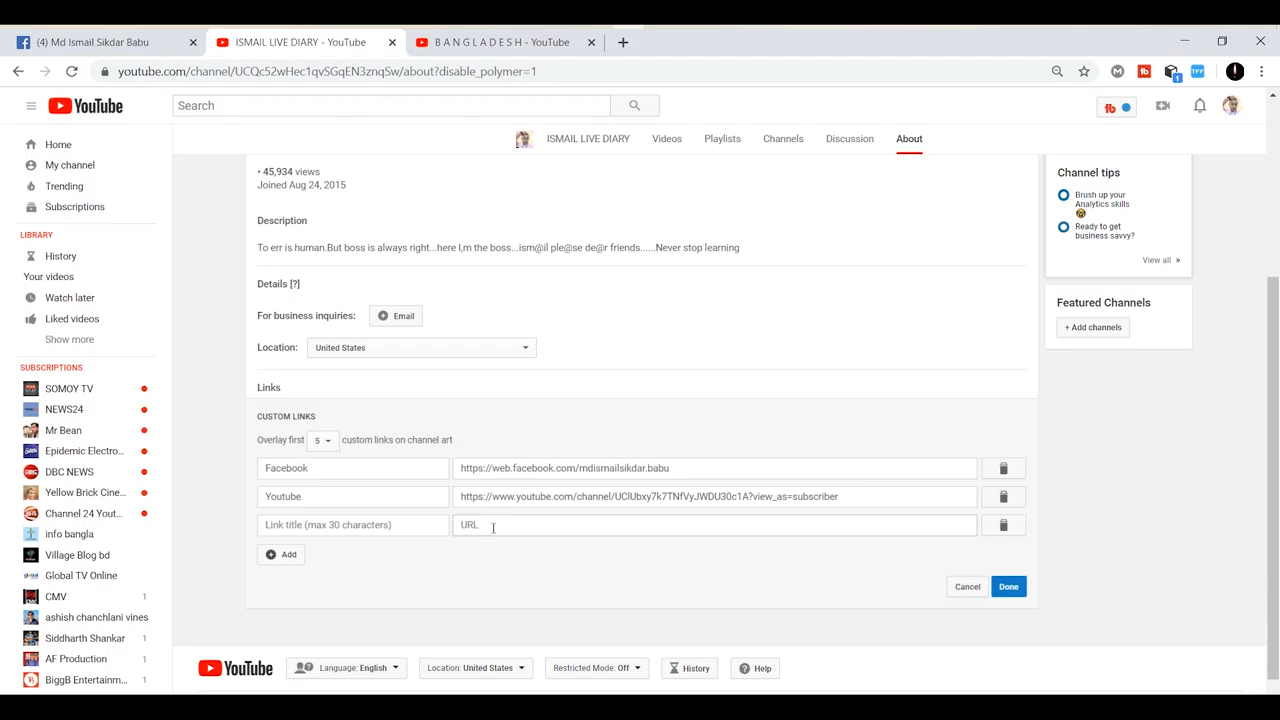 (4) Md Ismail Sikdar Babu
ISMAIL LIVE DIARY - YouTube
B A N G L A D E S H - YouTube
youtube.com/channel/UCQc52wHec1qvSGqEN3znqSw/about?disable_polymer=1
YouTube
Search
Home
My channel
Trending
Subscriptions
LIBRARY
History
Your videos
Watch later
Liked videos
Show more
SUBSCRIPTIONS
SOMOY TV
NEWS24
Mr Bean
Epidemic Electro...
DBC NEWS
Yellow Brick Cine...
Channel 24 Yout...
info bangla
Village Blog bd
Global TV Online
CMV 1
ashish chanchlani vines
Siddharth Shankar 1
AF Production 1
BiggB Entertainm... 1
ISMAIL LIVE DIARY Videos Playlists Channels Discussion About
• 45,934 views
Joined Aug 24, 2015
Description
To err is human.But boss is always right...here I,m the boss...ism@il ple@se de@r friends......Never stop learning
Details [?]
For business inquiries: Email
Location: United States
Links
CUSTOM LINKS
Overlay first 5 custom links on channel art
Facebook https://web.facebook.com/mdismailsikdar.babu
Youtube https://www.youtube.com/channel/UClUbxy7k7TNfVyJWDU30c1A?view_as=subscriber
Link title (max 30 characters) URL
Add
Cancel Done
Channel tips
Brush up your
Analytics skills
Ready to get
business savvy?
View all »
Featured Channels
+ Add channels
YouTube Language: English Location: United States Restricted Mode: Off History Help